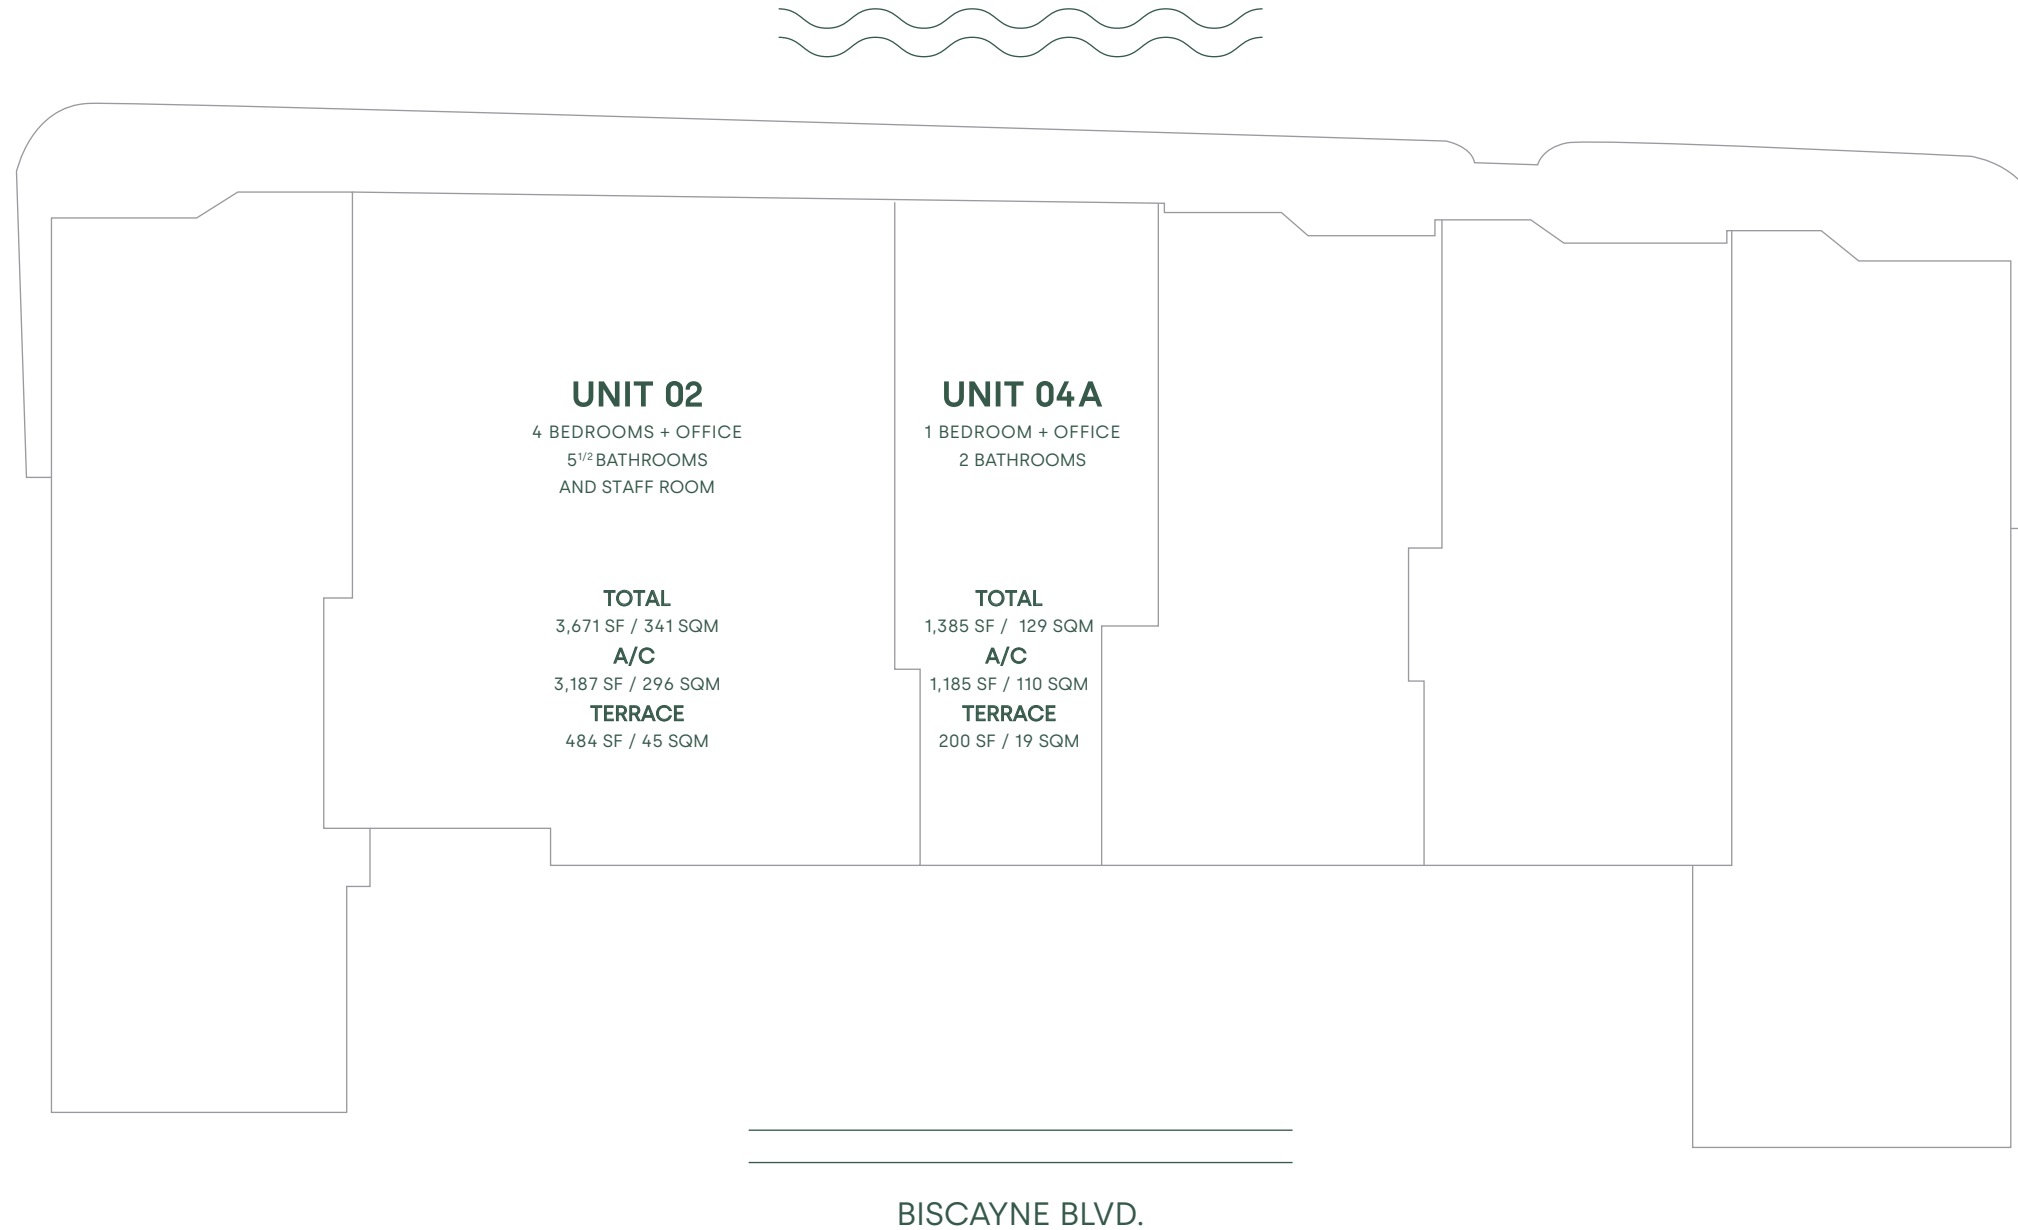 UNIT 02
4 BEDROOMS + OFFICE
5 1/2 BATHROOMS
AND STAFF ROOM
TOTAL
3,671 SF / 341 SQM
A/C
3,187 SF / 296 SQM
TERRACE
484 SF / 45 SQM
UNIT 04A
1 BEDROOM + OFFICE
2 BATHROOMS
TOTAL
1,385 SF / 129 SQM
A/C
1,185 SF / 110 SQM
TERRACE
200 SF / 19 SQM
BISCAYNE BLVD.